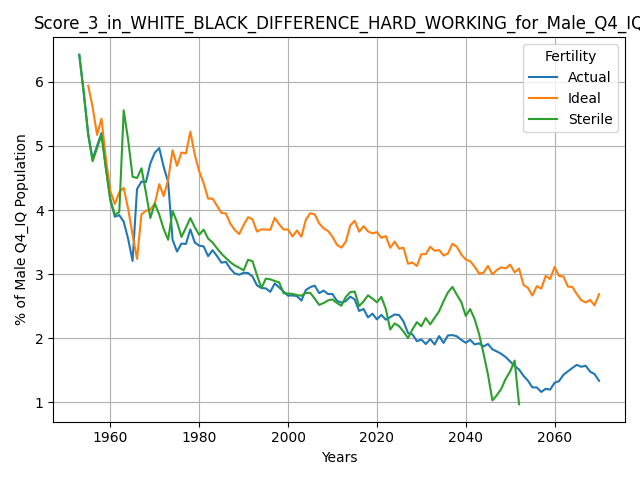 Score_3_in_WHITE_BLACK_DIFFERENCE_HARD_WORKING_for_Male_Q4_IQ
Fertility
Actual
Ideal
Sterile
% of Male Q4_IQ Population
6
5
4
3
2
1
1960 1980 2000 2020 2040 2060
Years